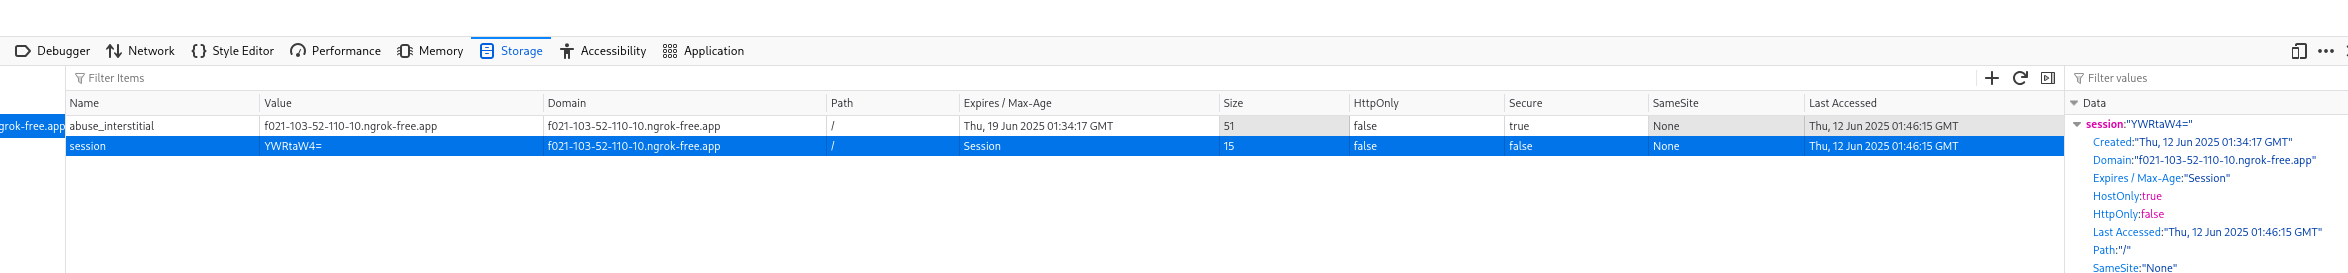 Debugger Network Style Editor Performance Memory Storage Accessibility Application
Filter Items Filter values
Name Value Domain Path Expires / Max-Age Size HttpOnly Secure SameSite Last Accessed Data
grok-free.app abuse_interstitial f021-103-52-110-10.ngrok-free.app f021-103-52-110-10.ngrok-free.app / Thu, 19 Jun 2025 01:34:17 GMT 51 false true None Thu, 12 Jun 2025 01:46:15 GMT session:"YWRtaW4="
session YWRtaW4= f021-103-52-110-10.ngrok-free.app / Session 15 false false None Thu, 12 Jun 2025 01:46:15 GMT Created:"Thu, 12 Jun 2025 01:34:17 GMT"
Domain:"f021-103-52-110-10.ngrok-free.app"
Expires / Max-Age:"Session"
HostOnly:true
HttpOnly:false
Last Accessed:"Thu, 12 Jun 2025 01:46:15 GMT"
Path:"/"
SameSite:"None"